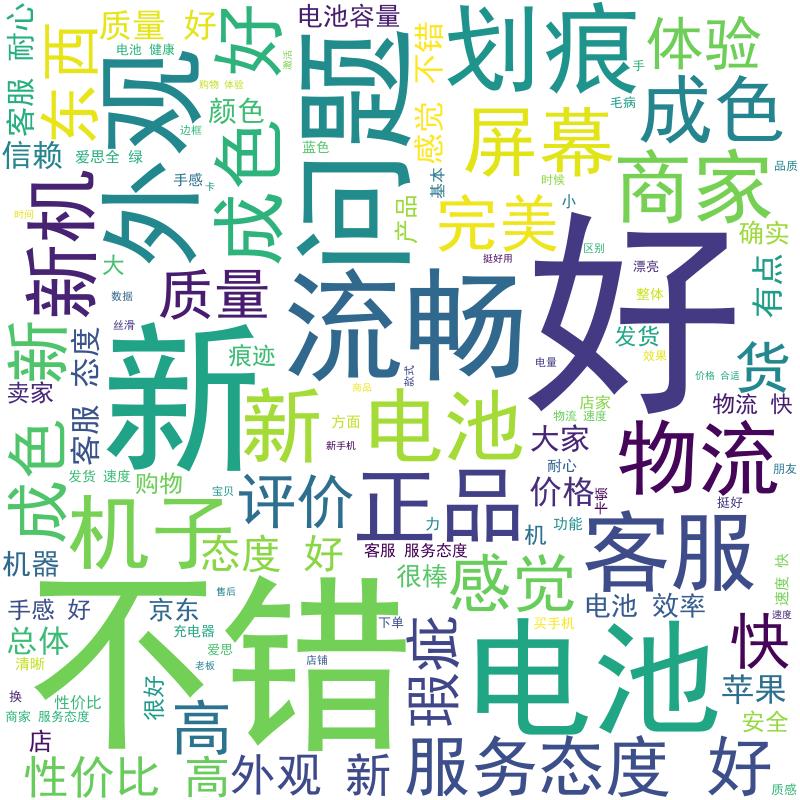 电池容量
质量 好
好
划痕
体验
客服 耐心
东西
电池 健康
外观
问题
不错
感觉
手
毛病
成色
激活
购物 体验
颜色
边框
屏幕
信赖
爱思全 绿
成色
蓝色
基本
时候
商家
品质
手感
卡
新机
时间
产品
完美
小
确实
大
挺好用
区别
好
漂亮
有点
质量
数据
流畅
整体
丝滑
新
态度
客服
痕迹
新
发货
效果
电量
货
价格 合适
款式
卖家
商品
新
电池
方面
新手机
店家
物流 速度
物流 快
大家
物流
成色
发货 速度
购物
宝贝
评价
正品
耐心
价格
朋友
挺好
机子
力
机
功能
客服
机器
态度 好
客服 服务态度
很棒
感觉
速度 快
手感 好
京东
售后
电池 效率
速度
不错
总体
充电器
爱思
下单
买手机
快
清晰
老板
店铺
瑕疵
电池
苹果
换
性价比
很好
商家 服务态度
高
安全
店
性价比 高
外观 新
服务态度 好
质感